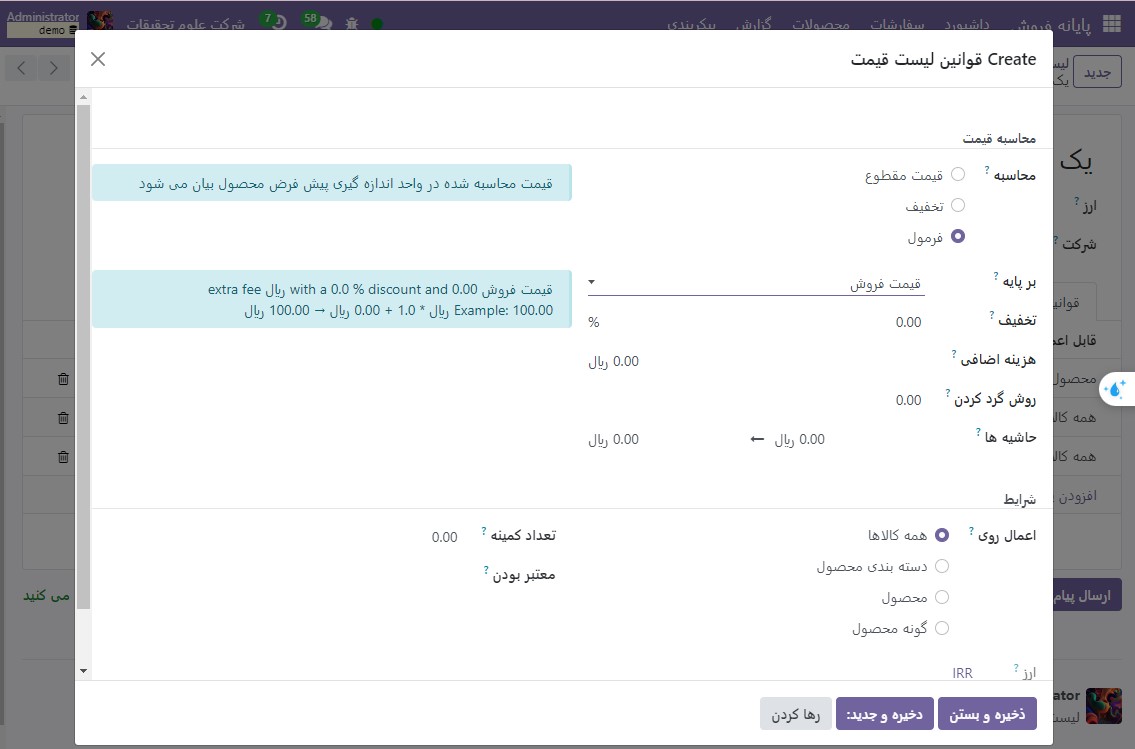 Administrator
demo
شرکت علوم تحقیقات
7
58
پیکربندی
گزارش
محصولات
سفارشات
داشبورد
پایانه فروش
جدید
Create قوانین لیست قیمت
یک
ارز ?
شرکت ?
محاسبه قیمت
محاسبه ?
قیمت مقطوع
تخفیف
فرمول
قیمت محاسبه شده در واحد اندازه گیری پیش فرض محصول بیان می شود
بر پایه ?
قیمت فروش
قیمت فروش with a 0.0 % discount and 0.00 ریال extra fee
Example: 100.00 ریال * 1.0 + 0.00 ریال → 100.00 ریال
تخفیف ?
0.00
%
هزینه اضافی ?
0.00 ریال
روش گرد کردن ?
0.00
حاشیه ها ?
0.00 ریال
←
0.00 ریال
محصول
همه کالا
همه کالا
افزودن
شرایط
اعمال روی ?
همه کالاها
دسته بندی محصول
محصول
گونه محصول
تعداد کمینه ?
0.00
معتبر بودن ?
ارز ?
IRR
ارسال پیام
می کنید
ذخیره و بستن
ذخیره و جدید:
رها کردن
ator
لیست